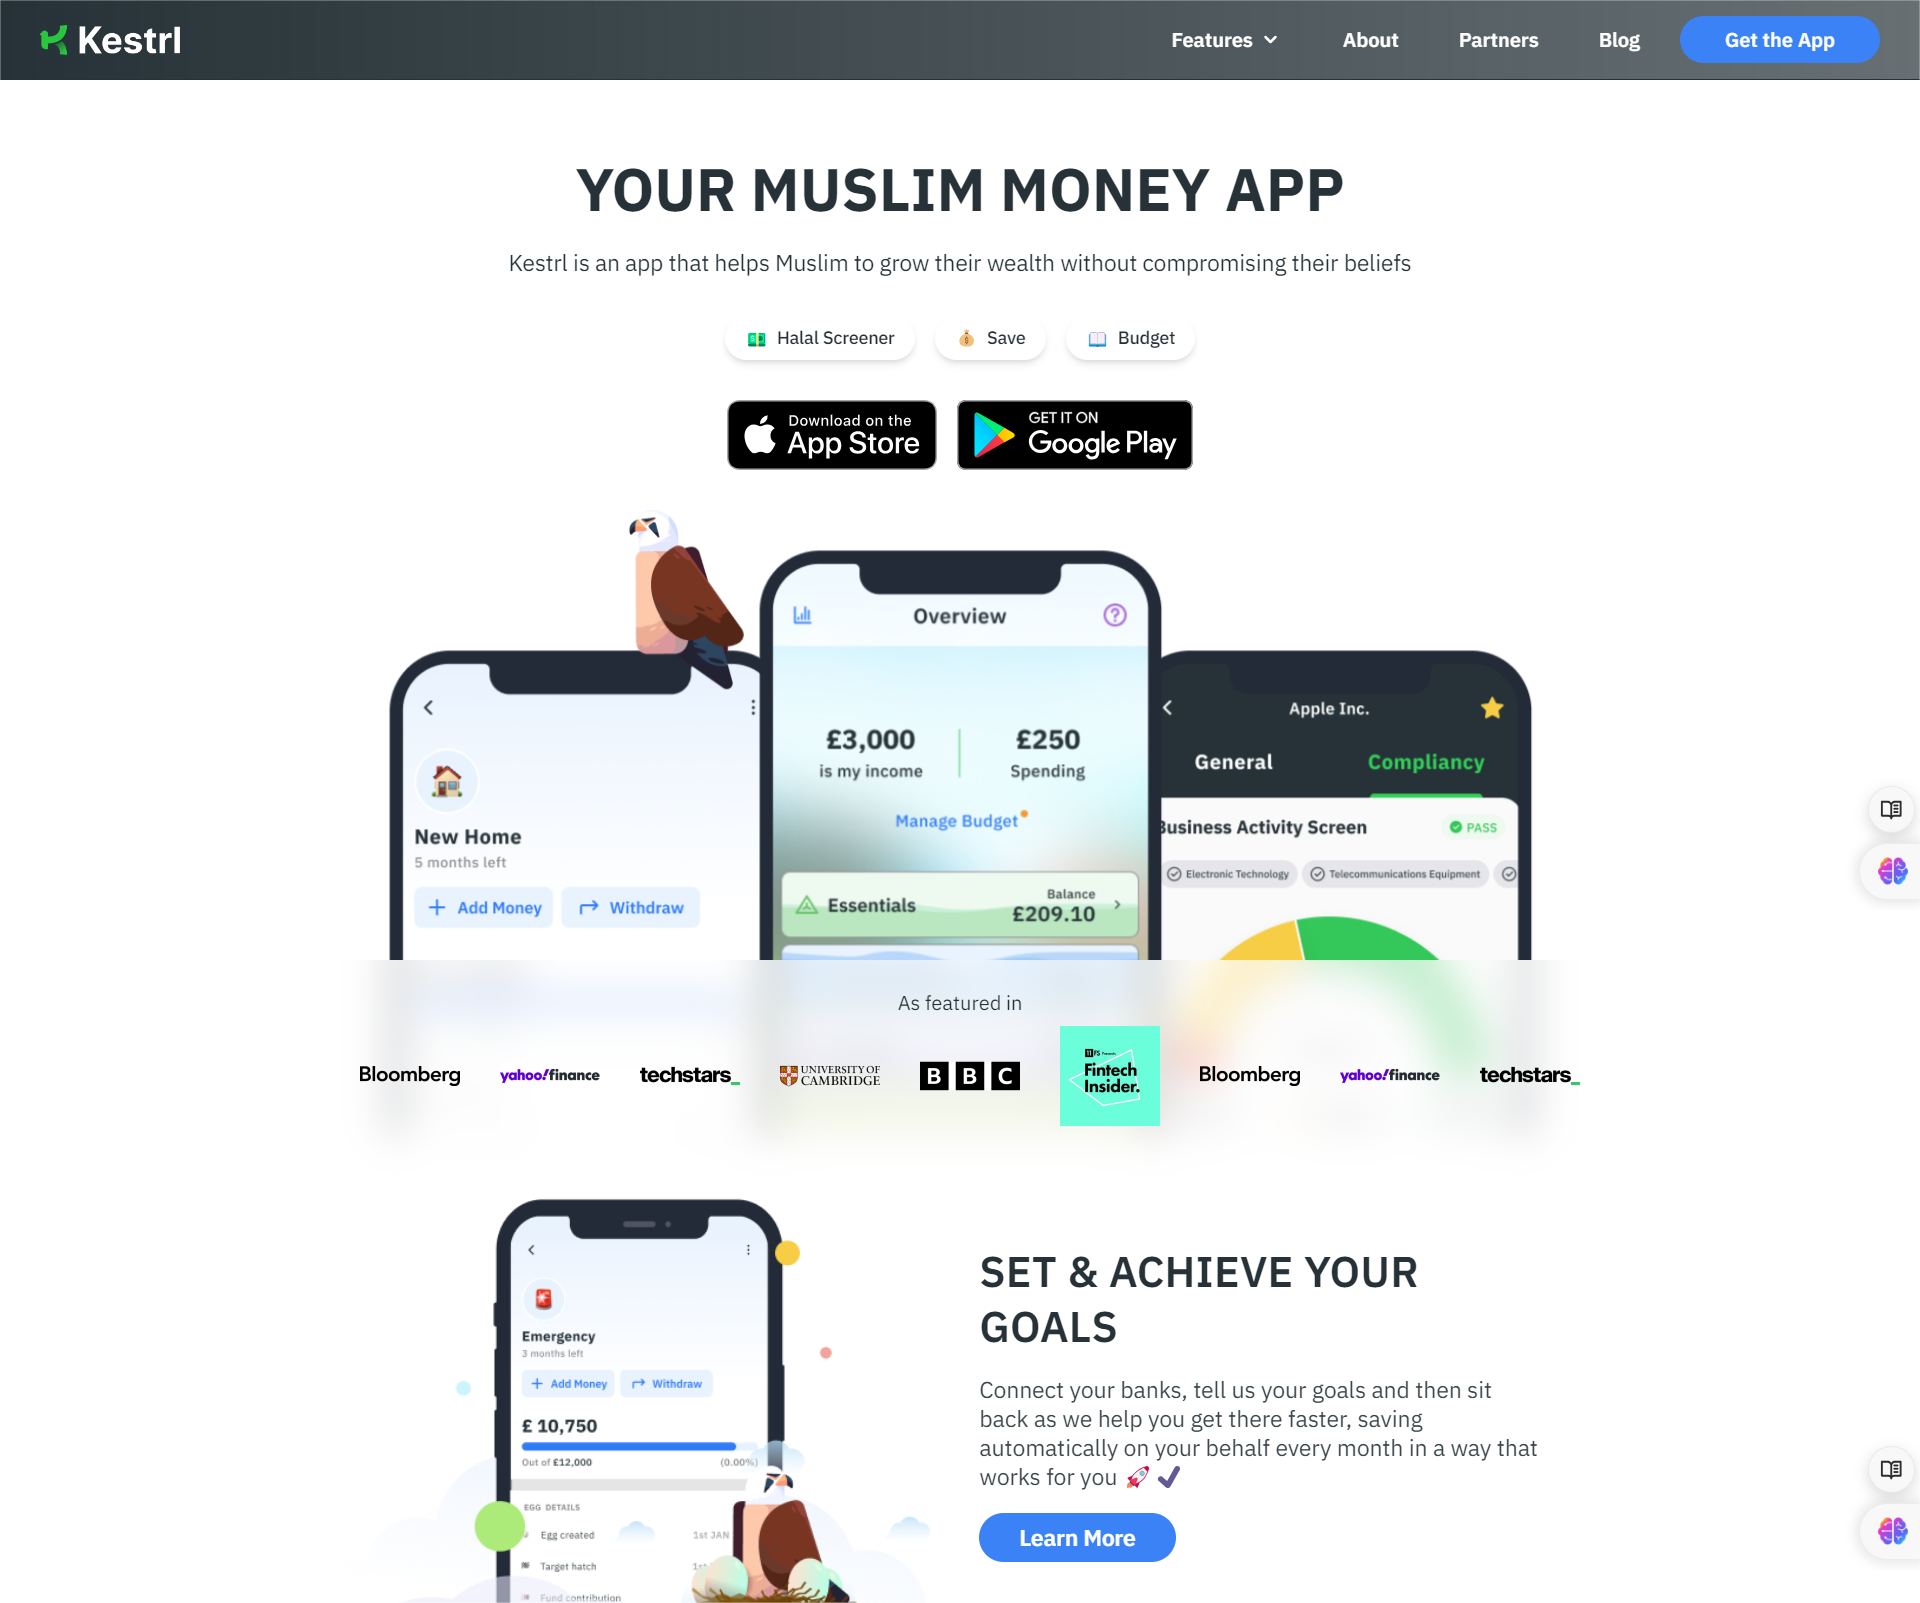 Kestrl
Features
About
Partners
Blog
Get the App
YOUR MUSLIM MONEY APP
Kestrl is an app that helps Muslim to grow their wealth without compromising their beliefs
Halal Screener
Save
Budget
Download on the
App Store
GET IT ON
Google Play
New Home
5 months left
Add Money
Withdraw
Overview
£3,000
is my income
£250
Spending
Manage Budget
Essentials
Balance
£209.10
Apple Inc.
General
Compliancy
Business Activity Screen
PASS
Electronic Technology
Telecommunications Equipment
As featured in
Bloomberg
yahoo!finance
techstars_
UNIVERSITY OF
CAMBRIDGE
BBC
11 FS Presents
Fintech
Insider.
Bloomberg
yahoo!finance
techstars_
Emergency
3 months left
Add Money
Withdraw
£ 10,750
Out of £12,000
(0.00%)
EGG DETAILS
Egg created
1st JAN
Target hatch
Fund contribution
SET & ACHIEVE YOUR
GOALS
Connect your banks, tell us your goals and then sit
back as we help you get there faster, saving
automatically on your behalf every month in a way that
works for you 🚀 ✔
Learn More